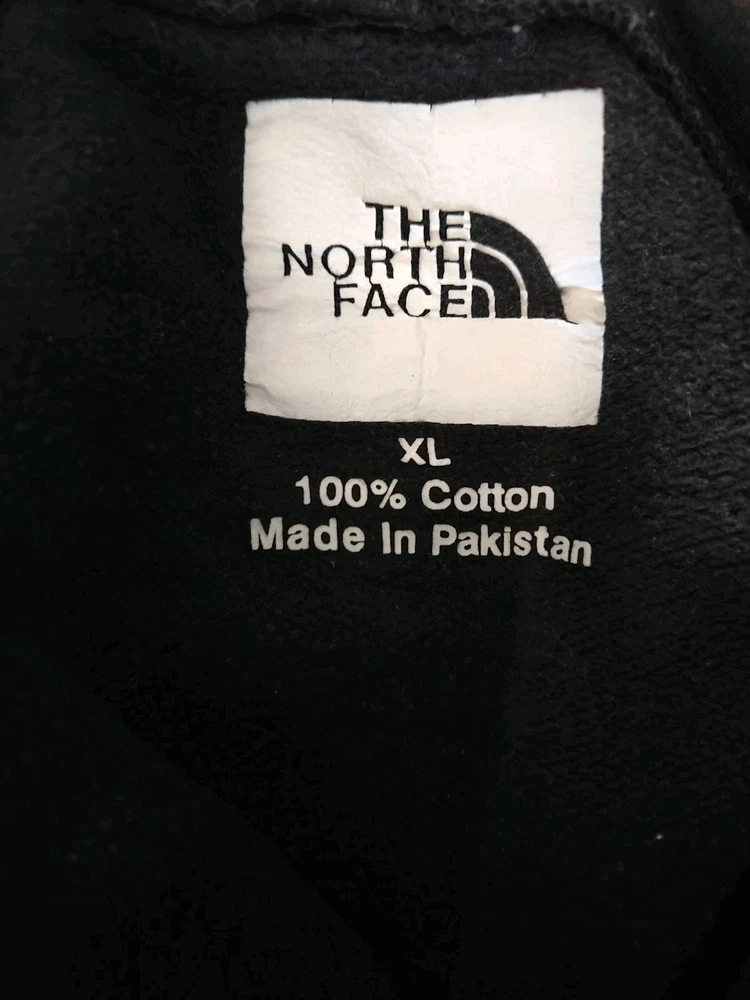 THE
NORTH
FACE
XL
100% Cotton
Made In Pakistan